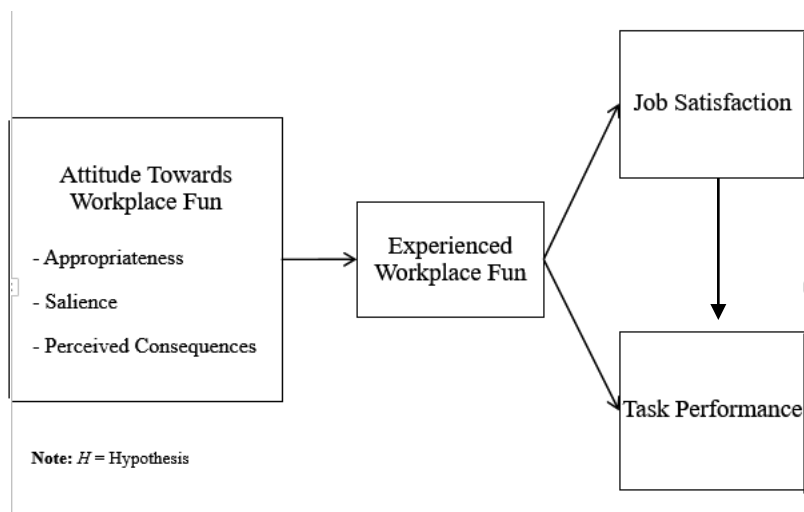 Attitude Towards
Workplace Fun
- Appropriateness
- Salience
- Perceived Consequences
Experienced
Workplace Fun
Job Satisfaction
Task Performance
Note: H = Hypothesis